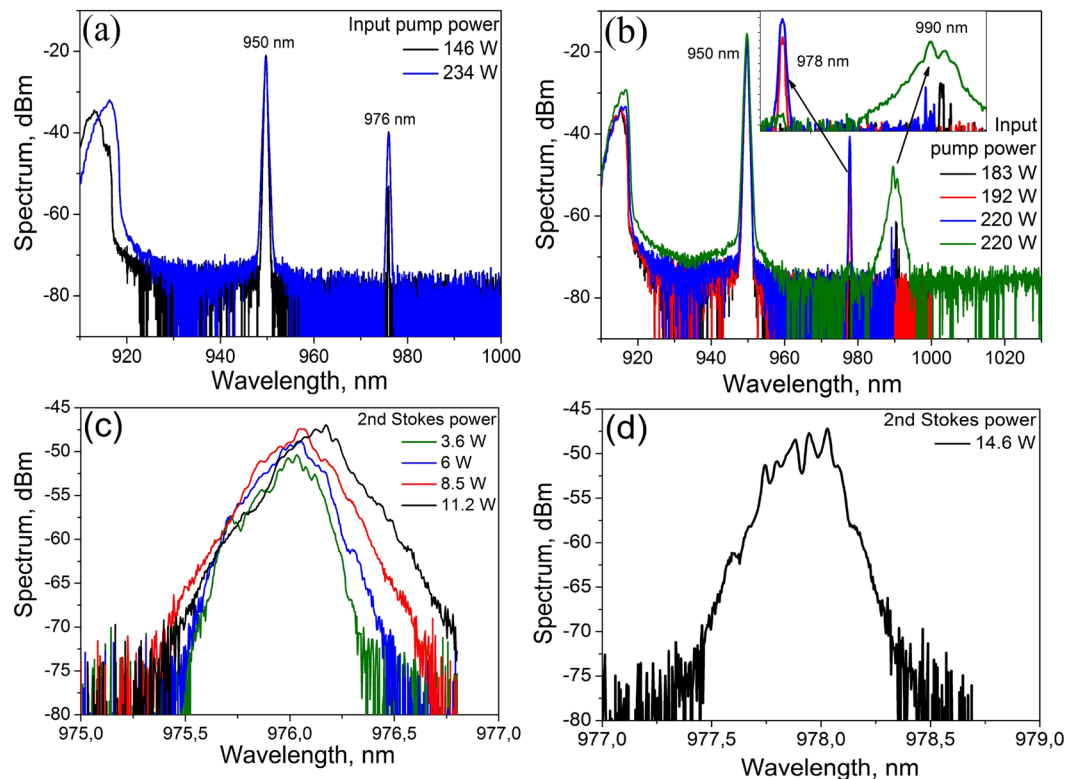 (a)
Input pump power
146 W
234 W
950 nm
976 nm
-20
-40
-60
-80
920 940 960 980 1000
Wavelength, nm
Spectrum, dBm
(b)
950 nm
978 nm
990 nm
Input
pump power
183 W
192 W
220 W
220 W
-20
-40
-60
-80
920 940 960 980 1000 1020
Wavelength, nm
Spectrum, dBm
(c)
2nd Stokes power
3.6 W
6 W
8.5 W
11.2 W
-45
-50
-55
-60
-65
-70
-75
-80
975,0 975,5 976,0 976,5 977,0
Wavelength, nm
Spectrum, dBm
(d)
2nd Stokes power
14.6 W
-45
-50
-55
-60
-65
-70
-75
-80
977,0 977,5 978,0 978,5 979,0
Wavelength, nm
Spectrum, dBm